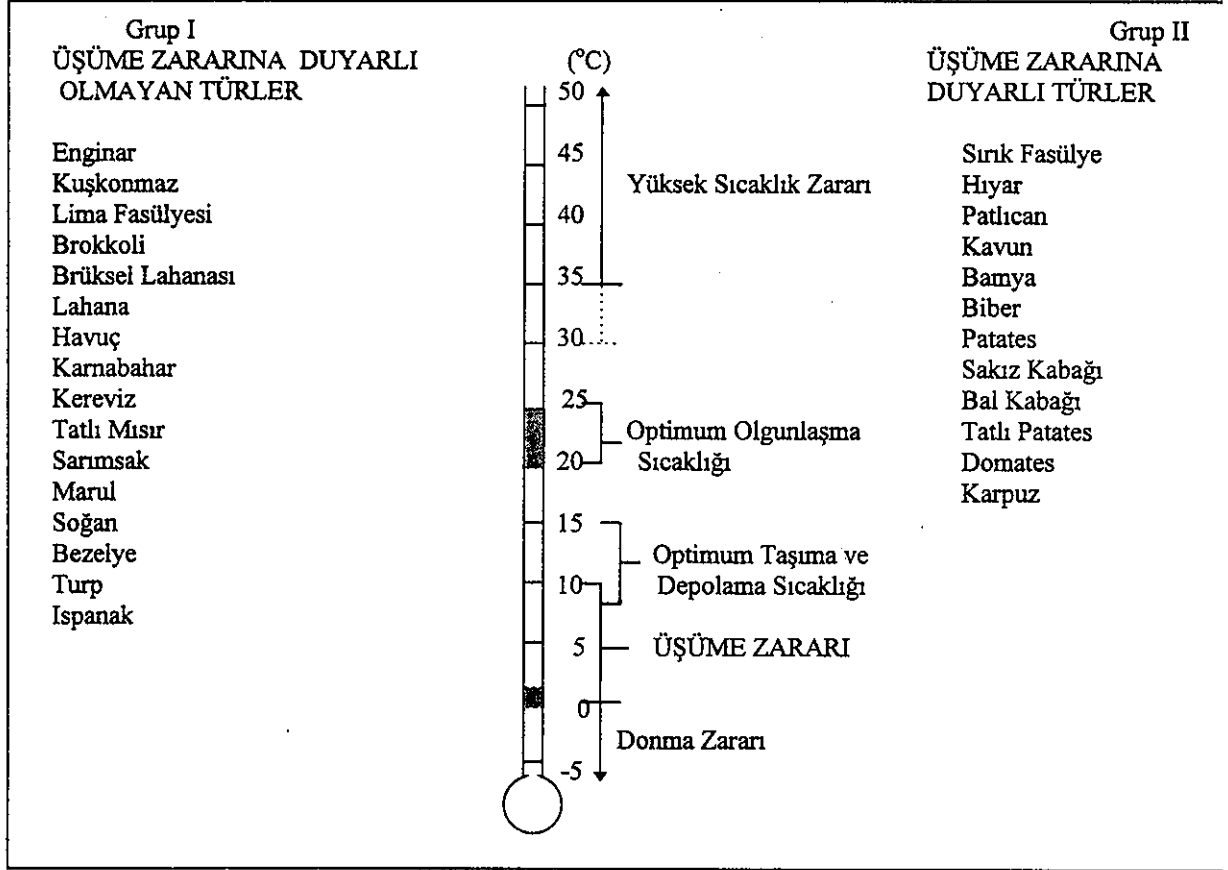 Grup I
ÜŞÜME ZARARINA DUYARLI
OLMAYAN TÜRLER
Enginar
Kuşkonmaz
Lima Fasülyesi
Brokkoli
Brüksel Lahanası
Lahana
Havuç
Karnabahar
Kereviz
Tatlı Mısır
Sarımsak
Marul
Soğan
Bezelye
Turp
Ispanak
(°C)
50
45
40
35
30
25
20
15
10
5
0
-5
Yüksek Sıcaklık Zararı
Optimum Olgunlaşma
Sıcaklığı
Optimum Taşıma ve
Depolama Sıcaklığı
ÜŞÜME ZARARI
Donma Zararı
Grup II
ÜŞÜME ZARARINA
DUYARLI TÜRLER
Sırık Fasülye
Hıyar
Patlıcan
Kavun
Bamya
Biber
Patates
Sakız Kabağı
Bal Kabağı
Tatlı Patates
Domates
Karpuz